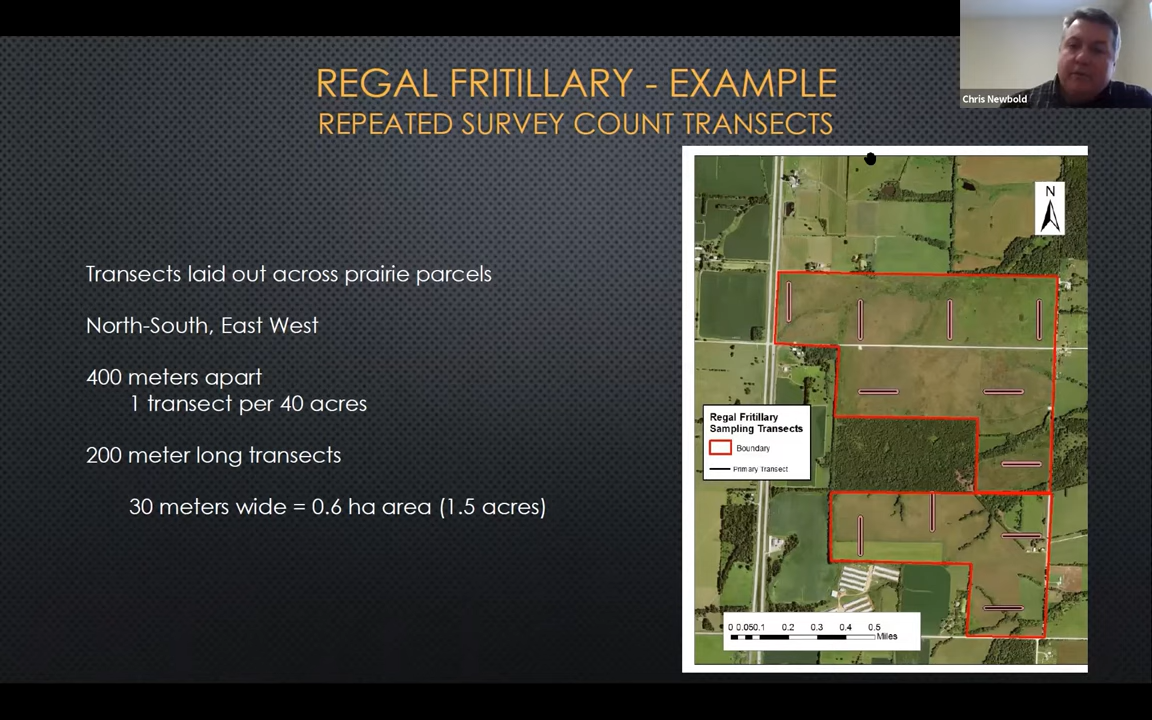 Chris Newbold
REGAL FRITILLARY - EXAMPLE
REPEATED SURVEY COUNT TRANSECTS
Transects laid out across prairie parcels
North-South, East West
400 meters apart
1 transect per 40 acres
200 meter long transects
30 meters wide = 0.6 ha area (1.5 acres)
N
Regal Fritillary
Sampling Transects
Boundary
Primary Transect
0 0.05 0.1 0.2 0.3 0.4 0.5
Miles